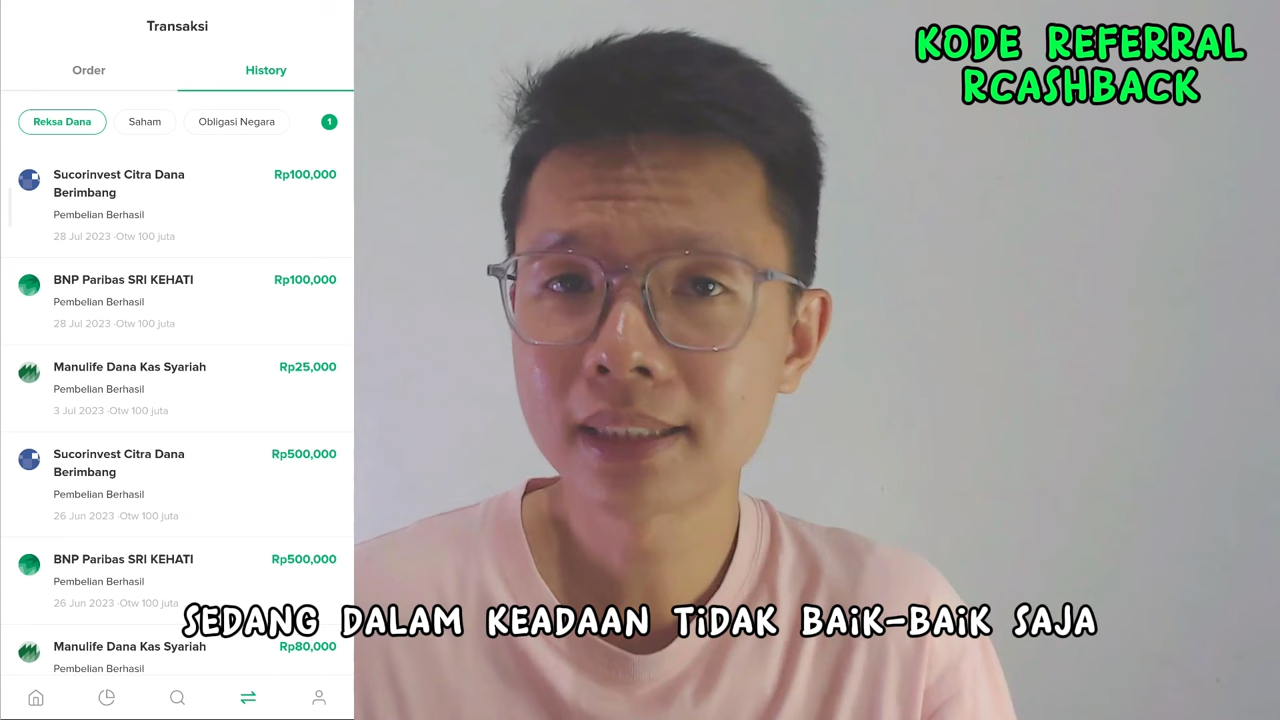 Transaksi
Order
History
Reksa Dana
Saham
Obligasi Negara
1
Sucorinvest Citra Dana
Berimbang
Rp100,000
Pembelian Berhasil
28 Jul 2023 ·Otw 100 juta
BNP Paribas SRI KEHATI
Rp100,000
Pembelian Berhasil
28 Jul 2023 ·Otw 100 juta
Manulife Dana Kas Syariah
Rp25,000
Pembelian Berhasil
3 Jul 2023 ·Otw 100 juta
Sucorinvest Citra Dana
Berimbang
Rp500,000
Pembelian Berhasil
26 Jun 2023 ·Otw 100 juta
BNP Paribas SRI KEHATI
Rp500,000
Pembelian Berhasil
26 Jun 2023 ·Otw 100 juta
Manulife Dana Kas Syariah
Rp80,000
Pembelian Berhasil
KODE REFERRAL
RCASHBACK
SEDANG DALAM KEADAAN TiDAK BAiK-BAiK SAJA